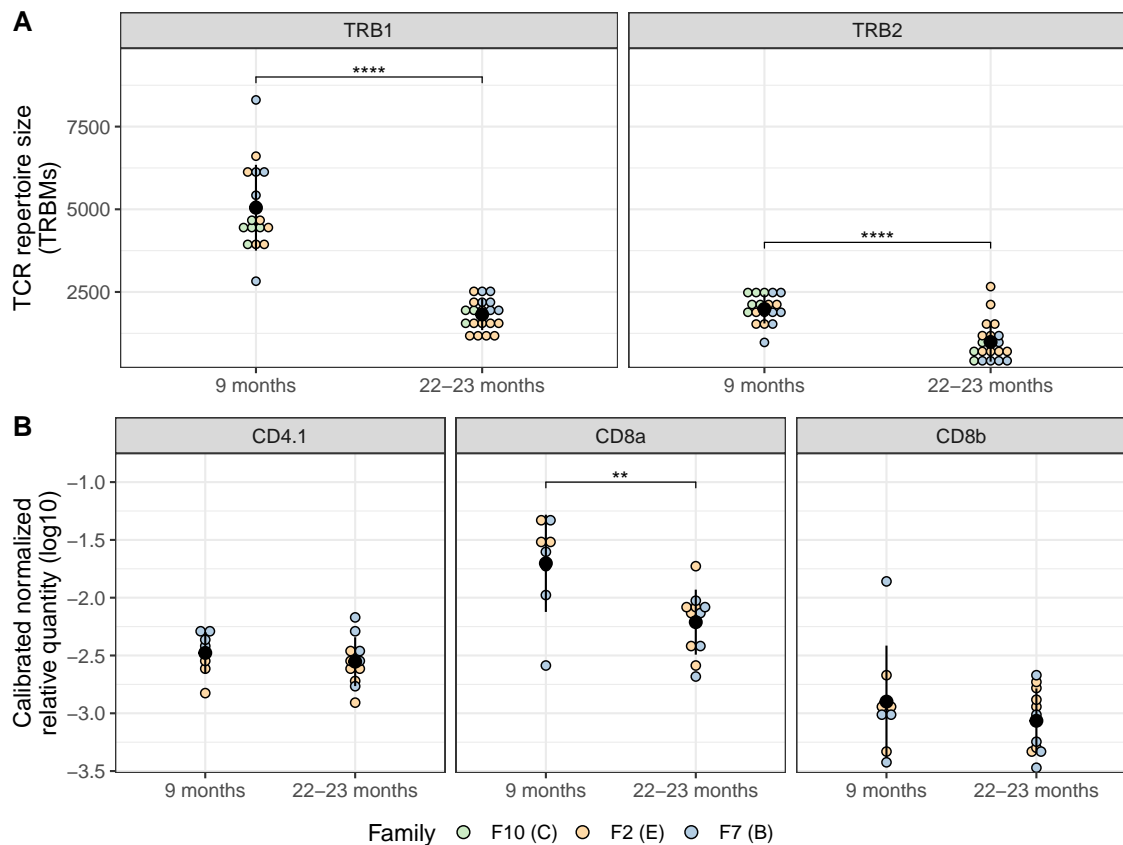 A
TRB1
TRB2
TCR repertoire size
(TRBMs)
7500
5000
2500
****
****
9 months
22−23 months
9 months
22−23 months
B
CD4.1
CD8a
CD8b
Calibrated normalized
relative quantity (log10)
−1.0
−1.5
−2.0
−2.5
−3.0
−3.5
**
9 months
22−23 months
9 months
22−23 months
9 months
22−23 months
Family
F10 (C)
F2 (E)
F7 (B)